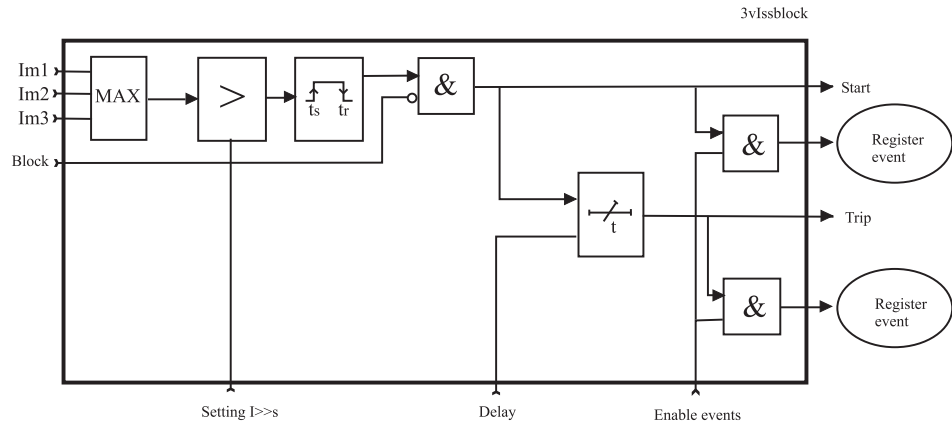 3vIssblock
Im1
Im2
Im3
MAX
>
ts tr
&
Start
Block
&
Register
event
t
Trip
&
Register
event
Setting I>>s
Delay
Enable events